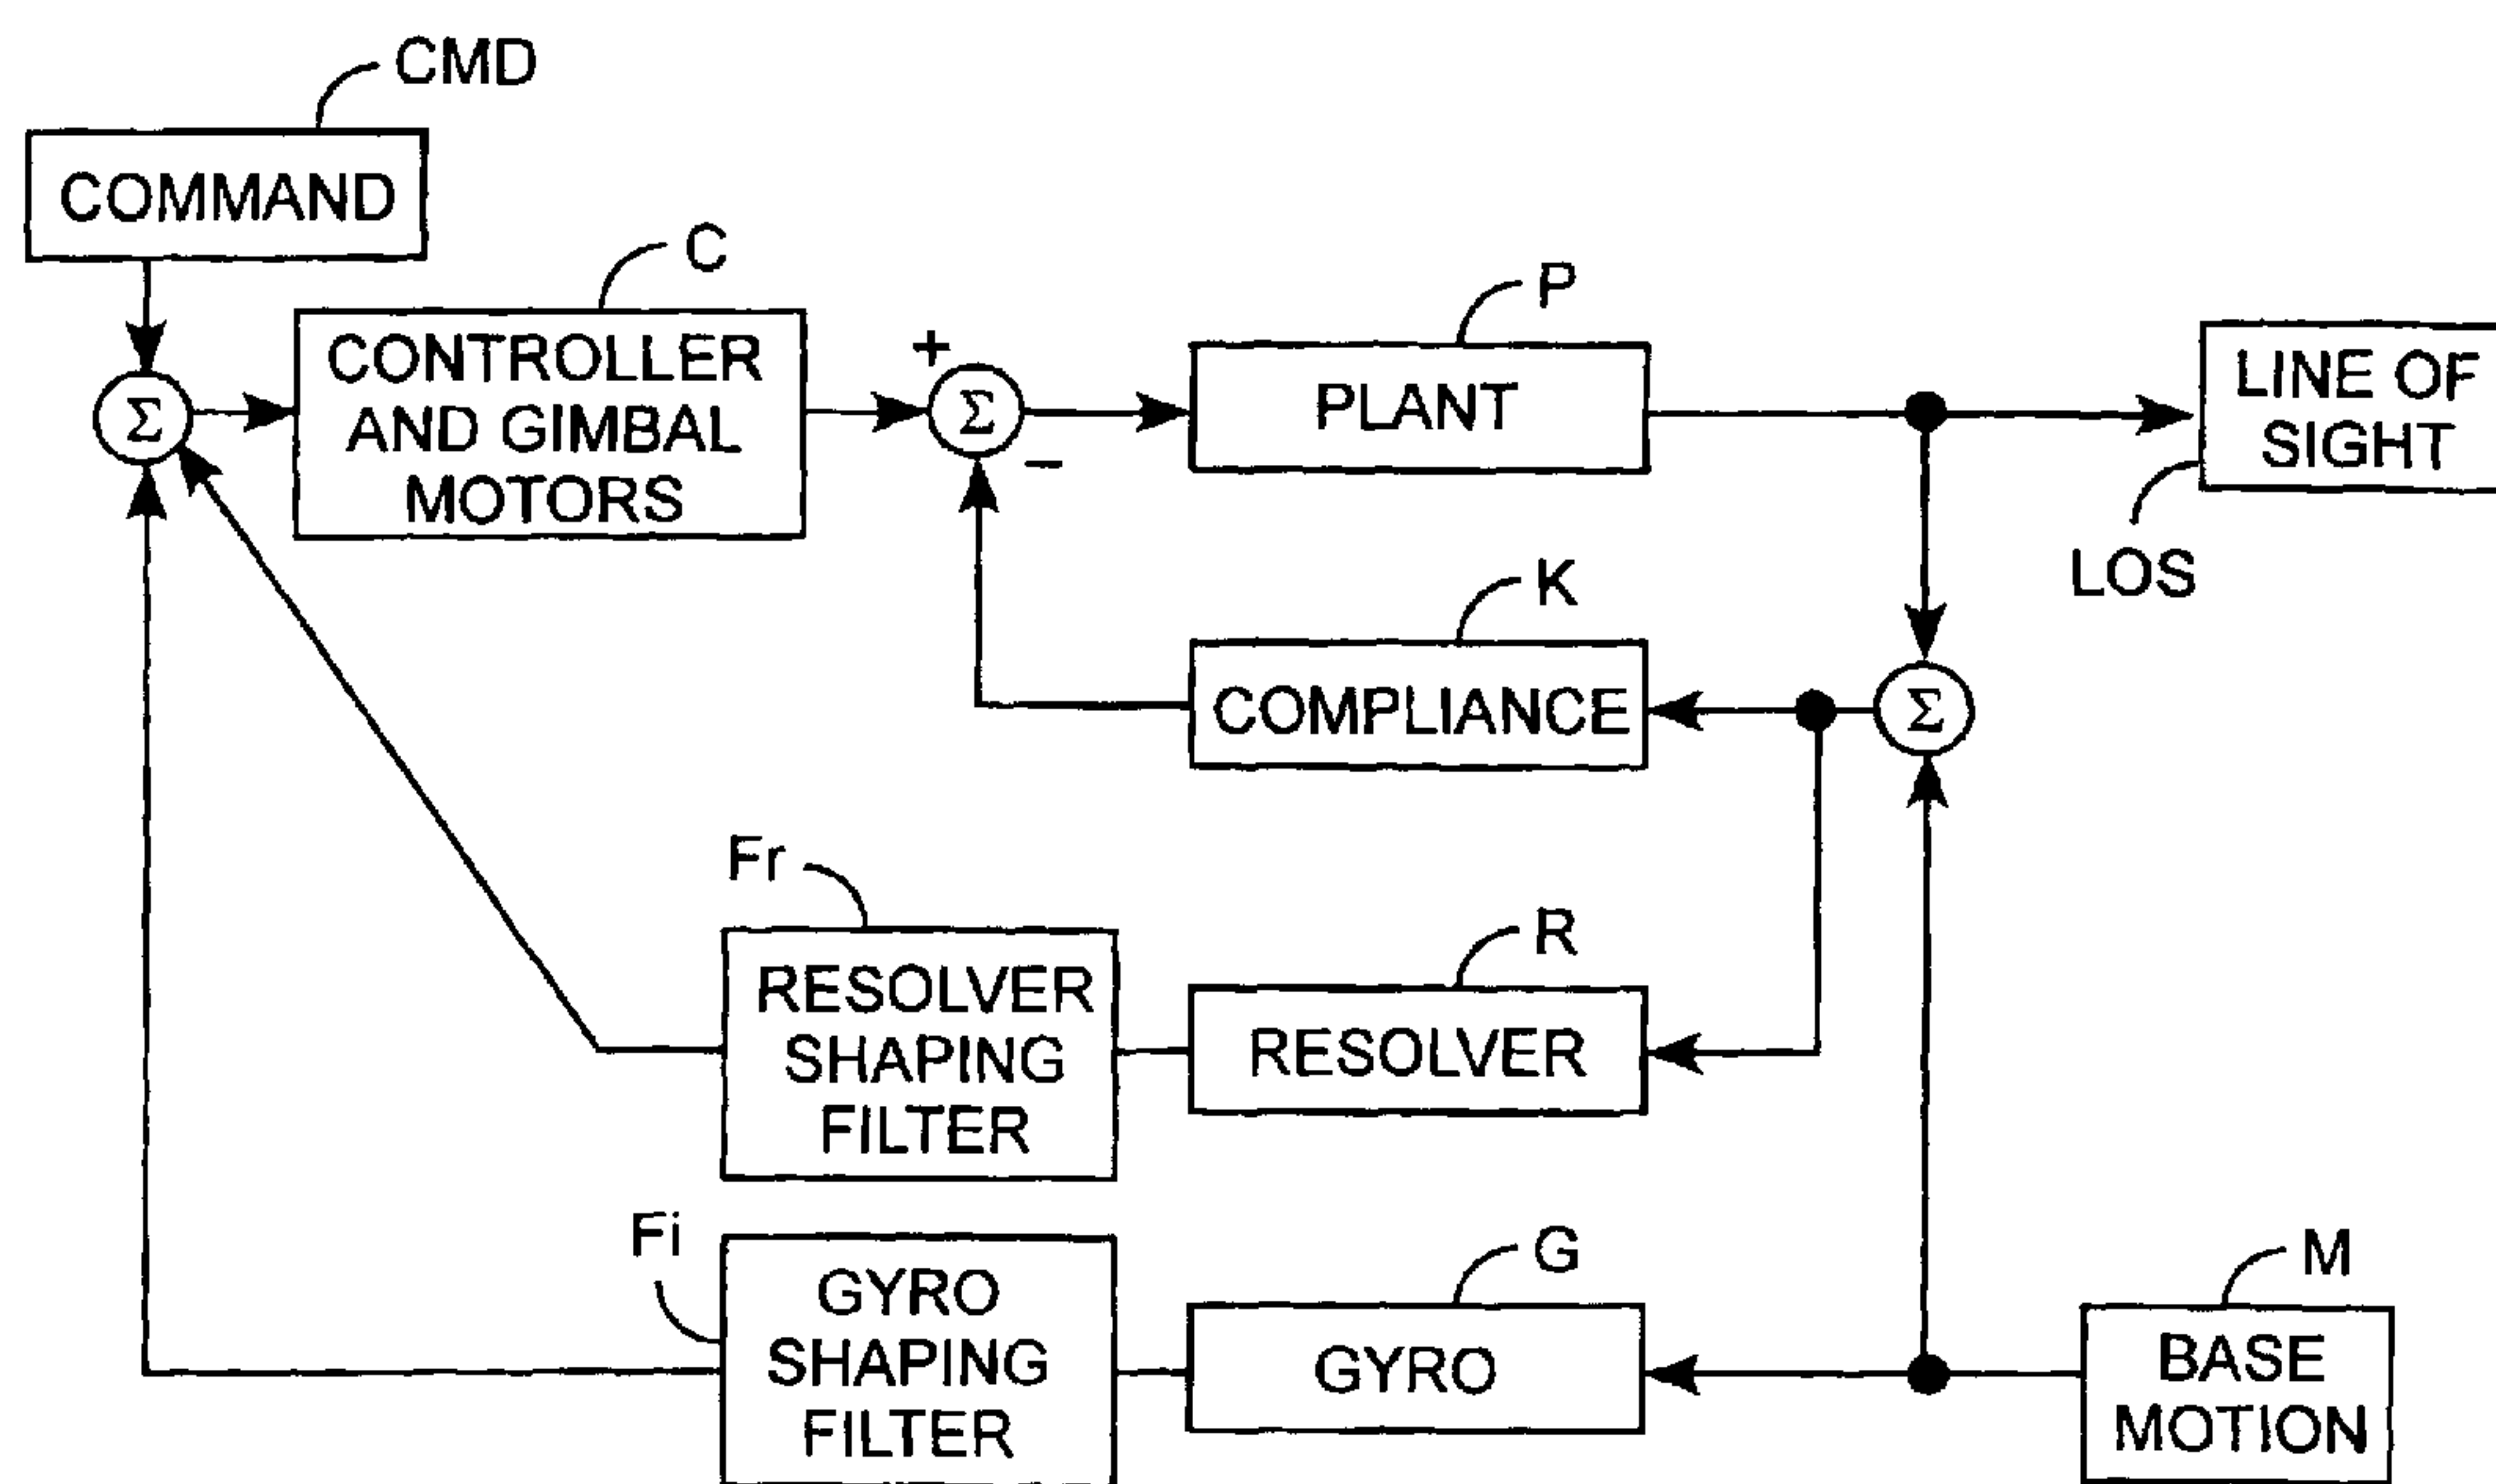 CMD
COMMAND
C
CONTROLLER
AND GIMBAL
MOTORS
+
Σ
Σ
−
P
PLANT
LINE OF
SIGHT
LOS
K
COMPLIANCE
Σ
Fr
RESOLVER
SHAPING
FILTER
R
RESOLVER
Fi
GYRO
SHAPING
FILTER
G
GYRO
M
BASE
MOTION